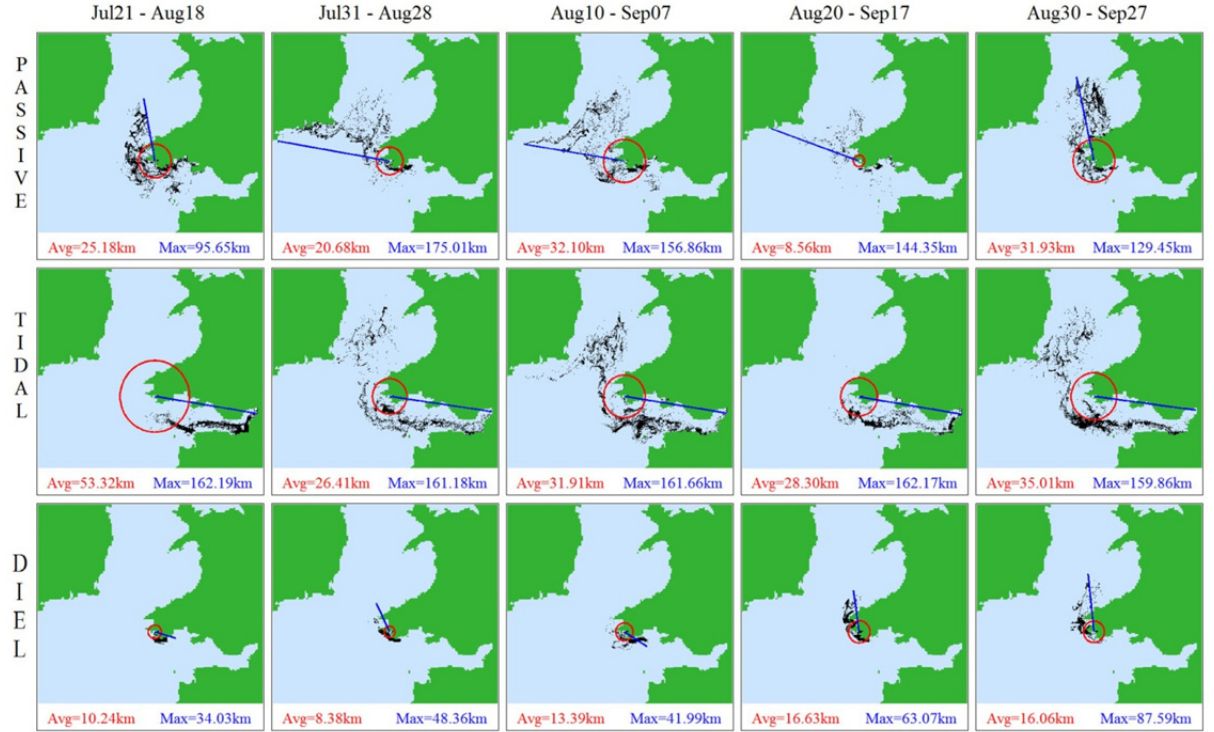 Jul21 - Aug18 Jul31 - Aug28 Aug10 - Sep07 Aug20 - Sep17 Aug30 - Sep27
PASSIVE
Avg=25.18km Max=95.65km Avg=20.68km Max=175.01km Avg=32.10km Max=156.86km Avg=8.56km Max=144.35km Avg=31.93km Max=129.45km
TIDAL
Avg=53.32km Max=162.19km Avg=26.41km Max=161.18km Avg=31.91km Max=161.66km Avg=28.30km Max=162.17km Avg=35.01km Max=159.86km
DIEL
Avg=10.24km Max=34.03km Avg=8.38km Max=48.36km Avg=13.39km Max=41.99km Avg=16.63km Max=63.07km Avg=16.06km Max=87.59km